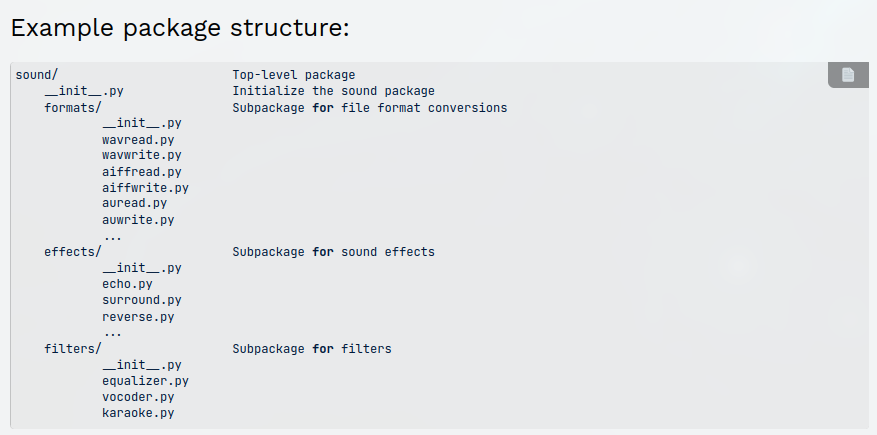 Example package structure:
sound/                          Top-level package
    __init__.py                 Initialize the sound package
    formats/                    Subpackage for file format conversions
            __init__.py
            wavread.py
            wavwrite.py
            aiffread.py
            aiffwrite.py
            auread.py
            auwrite.py
            ...
    effects/                    Subpackage for sound effects
            __init__.py
            echo.py
            surround.py
            reverse.py
            ...
    filters/                    Subpackage for filters
            __init__.py
            equalizer.py
            vocoder.py
            karaoke.py